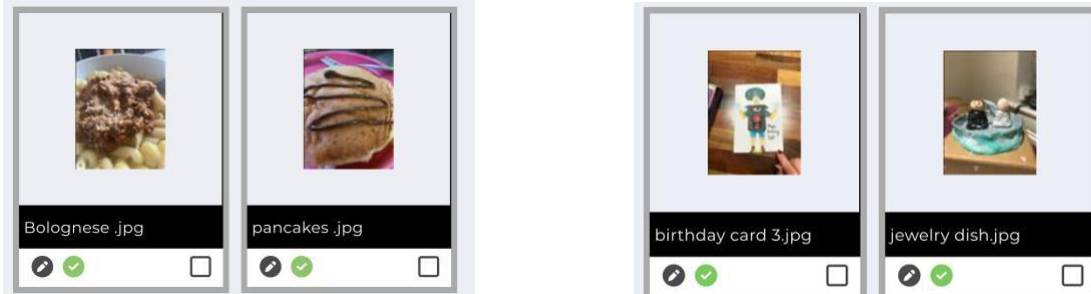 Bolognese .jpg
pancakes .jpg
birthday card 3.jpg
jewelry dish.jpg